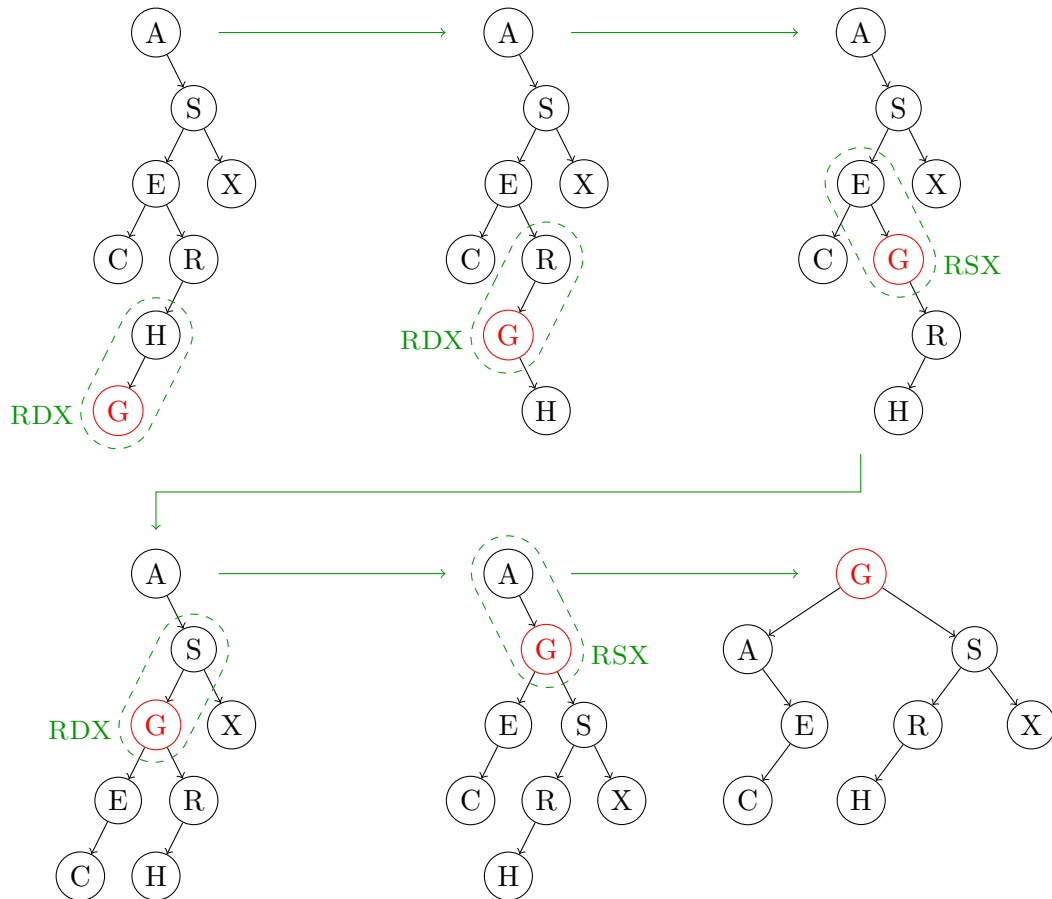 A A A
S S S
E X E X E X
C R C R C G RSX
H RDX G R
RDX G H H
A A G
S G RSX A S
RDX G X E S E R X
E R C R X C H
C H H